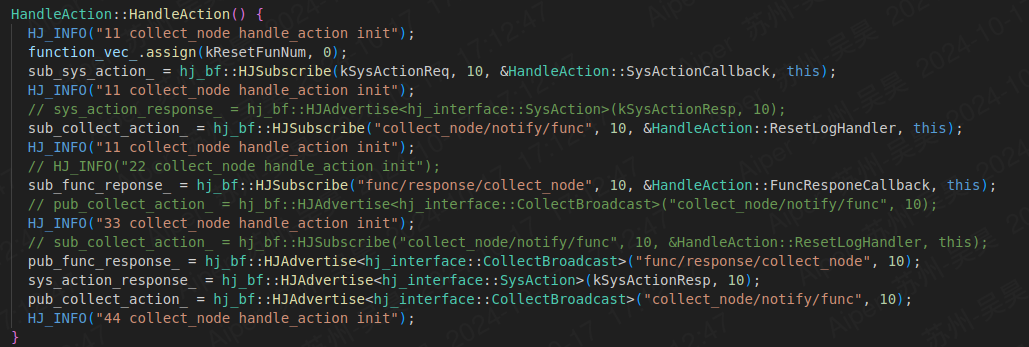 HandleAction::HandleAction() {
  HJ_INFO("11 collect_node handle_action init");
  function_vec_.assign(kResetFunNum, 0);
  sub_sys_action_ = hj_bf::HJSubscribe(kSysActionReq, 10, &HandleAction::SysActionCallback, this);
  HJ_INFO("11 collect_node handle_action init");
  // sys_action_response_ = hj_bf::HJAdvertise<hj_interface::SysAction>(kSysActionResp, 10);
  sub_collect_action_ = hj_bf::HJSubscribe("collect_node/notify/func", 10, &HandleAction::ResetLogHandler, this);
  HJ_INFO("11 collect_node handle_action init");
  // HJ_INFO("22 collect_node handle_action init");
  sub_func_reponse_ = hj_bf::HJSubscribe("func/response/collect_node", 10, &HandleAction::FuncResponeCallback, this);
  // pub_collect_action_ = hj_bf::HJAdvertise<hj_interface::CollectBroadcast>("collect_node/notify/func", 10);
  HJ_INFO("33 collect_node handle_action init");
  // sub_collect_action_ = hj_bf::HJSubscribe("collect_node/notify/func", 10, &HandleAction::ResetLogHandler, this);
  pub_func_response_ = hj_bf::HJAdvertise<hj_interface::CollectBroadcast>("func/response/collect_node", 10);
  sys_action_response_ = hj_bf::HJAdvertise<hj_interface::SysAction>(kSysActionResp, 10);
  pub_collect_action_ = hj_bf::HJAdvertise<hj_interface::CollectBroadcast>("collect_node/notify/func", 10);
  HJ_INFO("44 collect_node handle_action init");
}